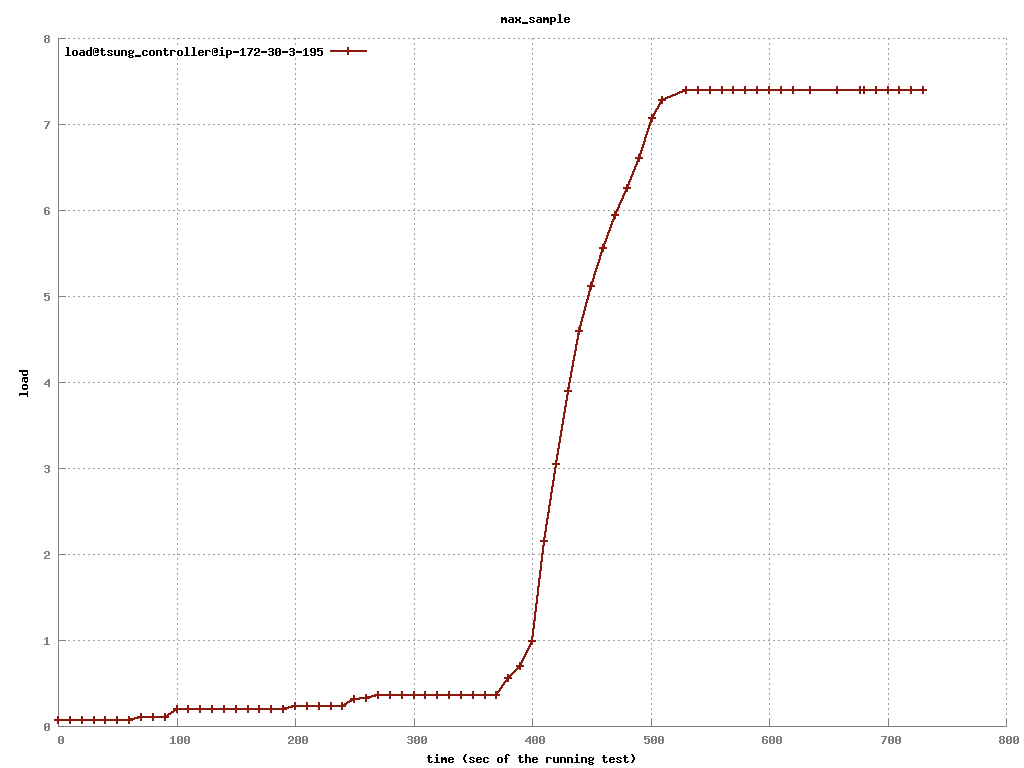 max_sample
load@tsung_controller@ip-172-30-3-195
8
7
6
5
4
3
2
1
0
load
0 100 200 300 400 500 600 700 800
time (sec of the running test)